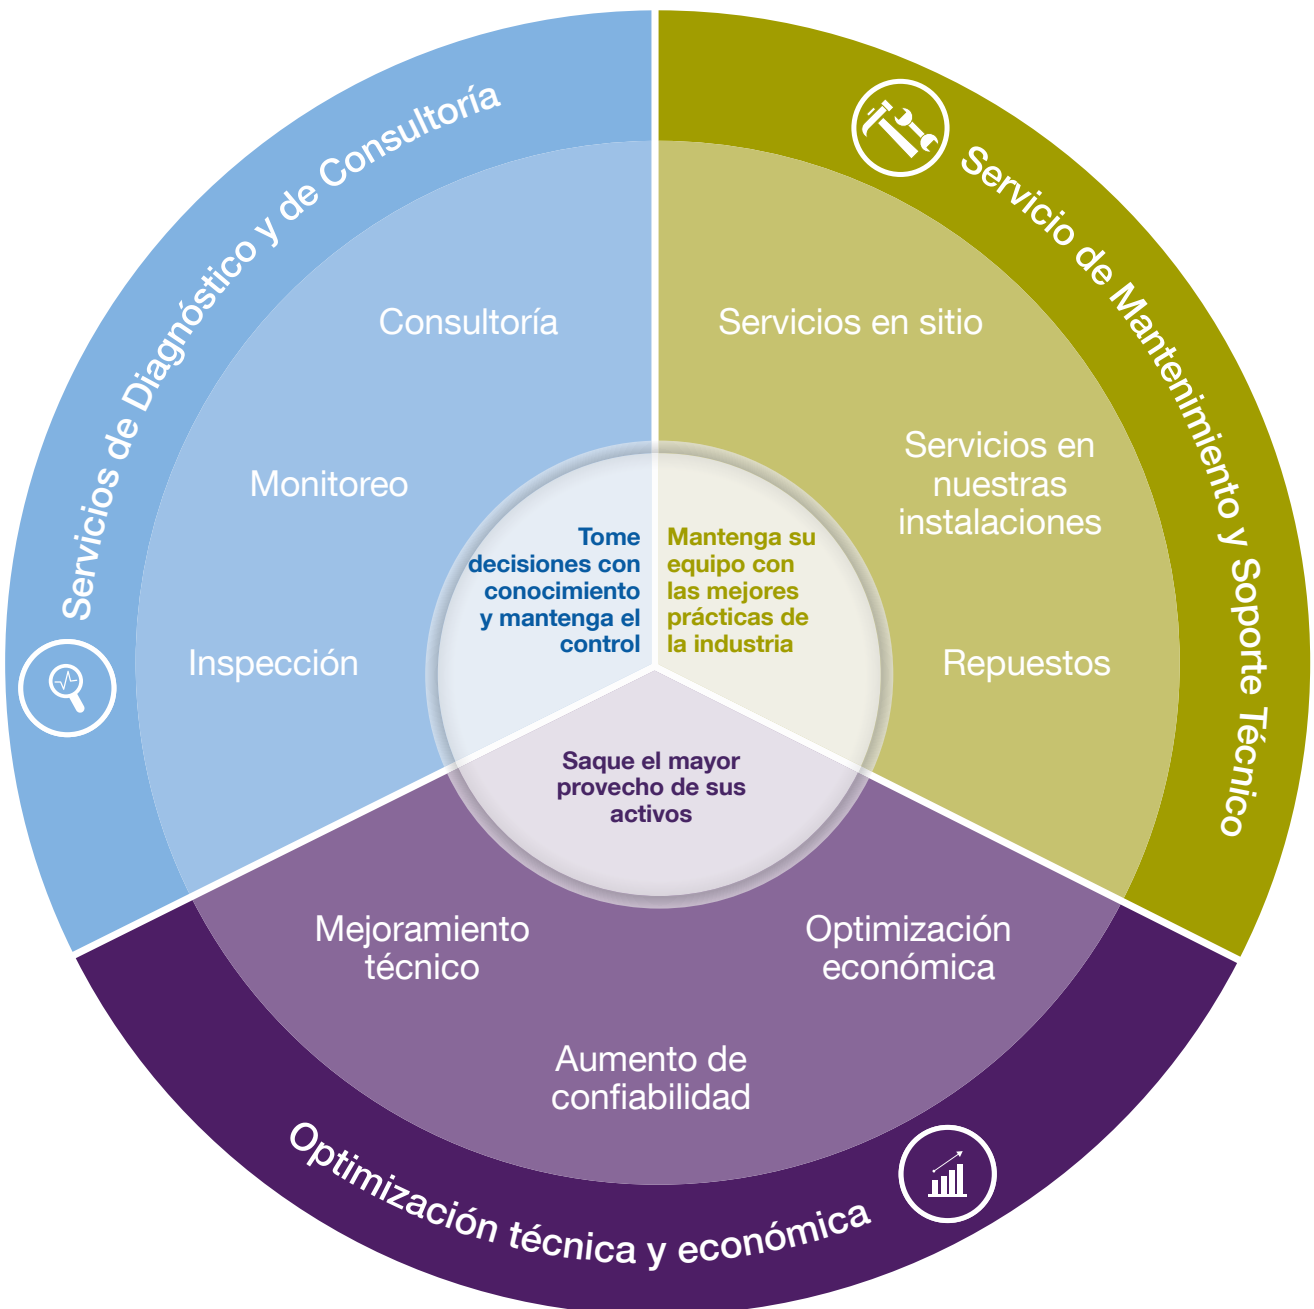 Servicios de Diagnóstico y de Consultoría
Consultoría
Monitoreo
Inspección
Tome
decisiones con
conocimiento
y mantenga el
control
Servicio de Mantenimiento y Soporte Técnico
Servicios en sitio
Servicios en
nuestras
instalaciones
Repuestos
Mantenga su
equipo con
las mejores
prácticas de
la industria
Saque el mayor
provecho de sus
activos
Mejoramiento
técnico
Aumento de
confiabilidad
Optimización
económica
Optimización técnica y económica